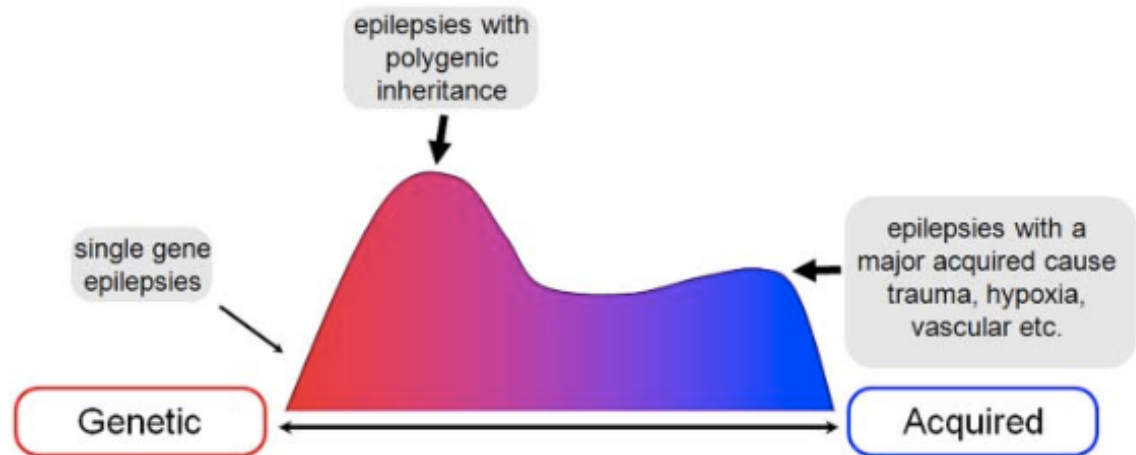 epilepsies with
polygenic
inheritance
single gene
epilepsies
epilepsies with a
major acquired cause
trauma, hypoxia,
vascular etc.
Genetic
Acquired